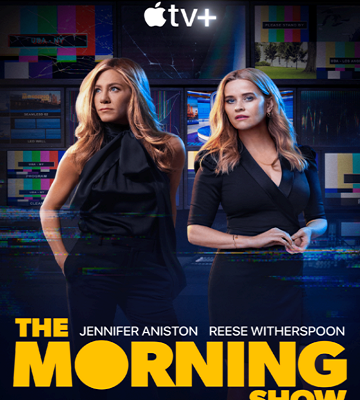 tv+
THE JENNIFER ANISTON REESE WITHERSPOON
MORNING
SHOW